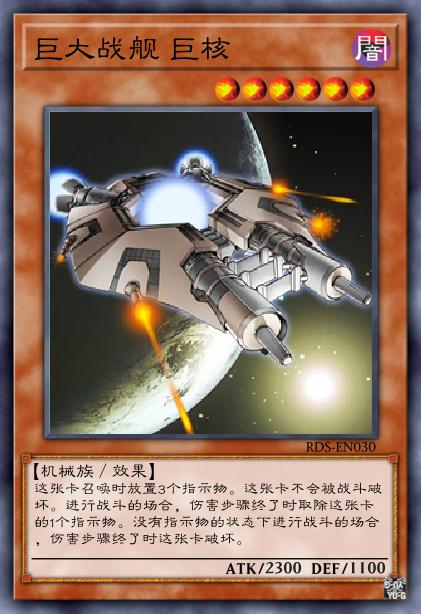 巨大战舰 巨核
闇
RDS-EN030
【机械族 / 效果】
这张卡召唤时放置3个指示物。这张卡不会被战斗破
坏。进行战斗的场合，伤害步骤终了时取除这张卡
的1个指示物。没有指示物的状态下进行战斗的场合
，伤害步骤终了时这张卡破坏。
ATK/2300 DEF/1100